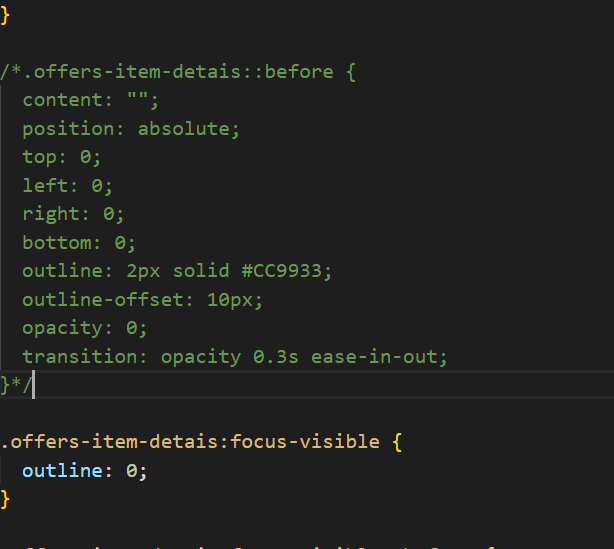 }
/*.offers-item-detais::before {
content: "";
position: absolute;
top: 0;
left: 0;
right: 0;
bottom: 0;
outline: 2px solid #CC9933;
outline-offset: 10px;
opacity: 0;
transition: opacity 0.3s ease-in-out;
}*/
.offers-item-detais:focus-visible {
outline: 0;
}